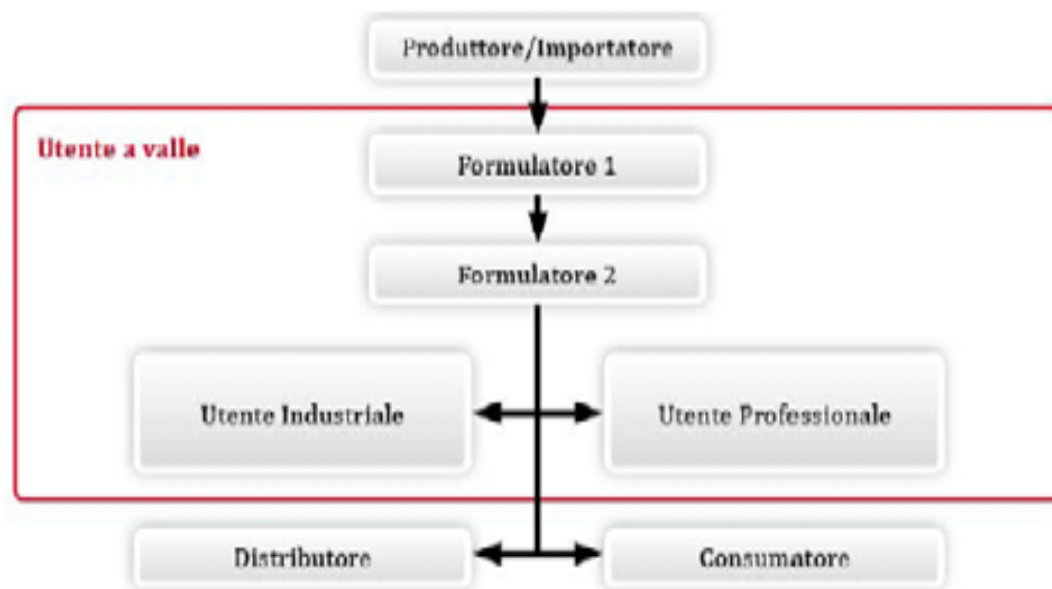 Produttore/Importatore
Utente a valle
Formulatore 1
Formulatore 2
Utente Industriale
Utente Professionale
Distributore
Consumatore